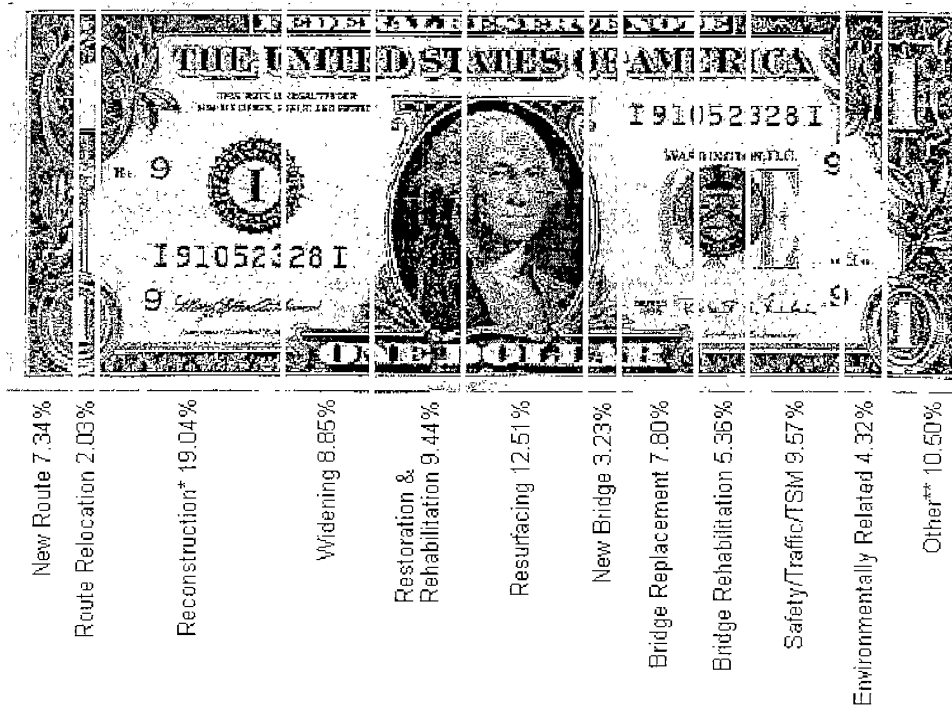 FEDERAL RESERVE NOTE
THE UNITED STATES OF AMERICA
I 91052328 I
WASHINGTON, D.C.
9
9
I
I 91052328 I
9
9
ONE DOLLAR
1
New Route 7.34%
Route Relocation 2.03%
Reconstruction* 19.04%
Widening 8.85%
Restoration &
Rehabilitation 9.44%
Resurfacing 12.51%
New Bridge 3.23%
Bridge Replacement 7.80%
Bridge Rehabilitation 5.36%
Safety/Traffic/TSM 9.57%
Environmentally Related 4.32%
Other** 10.50%